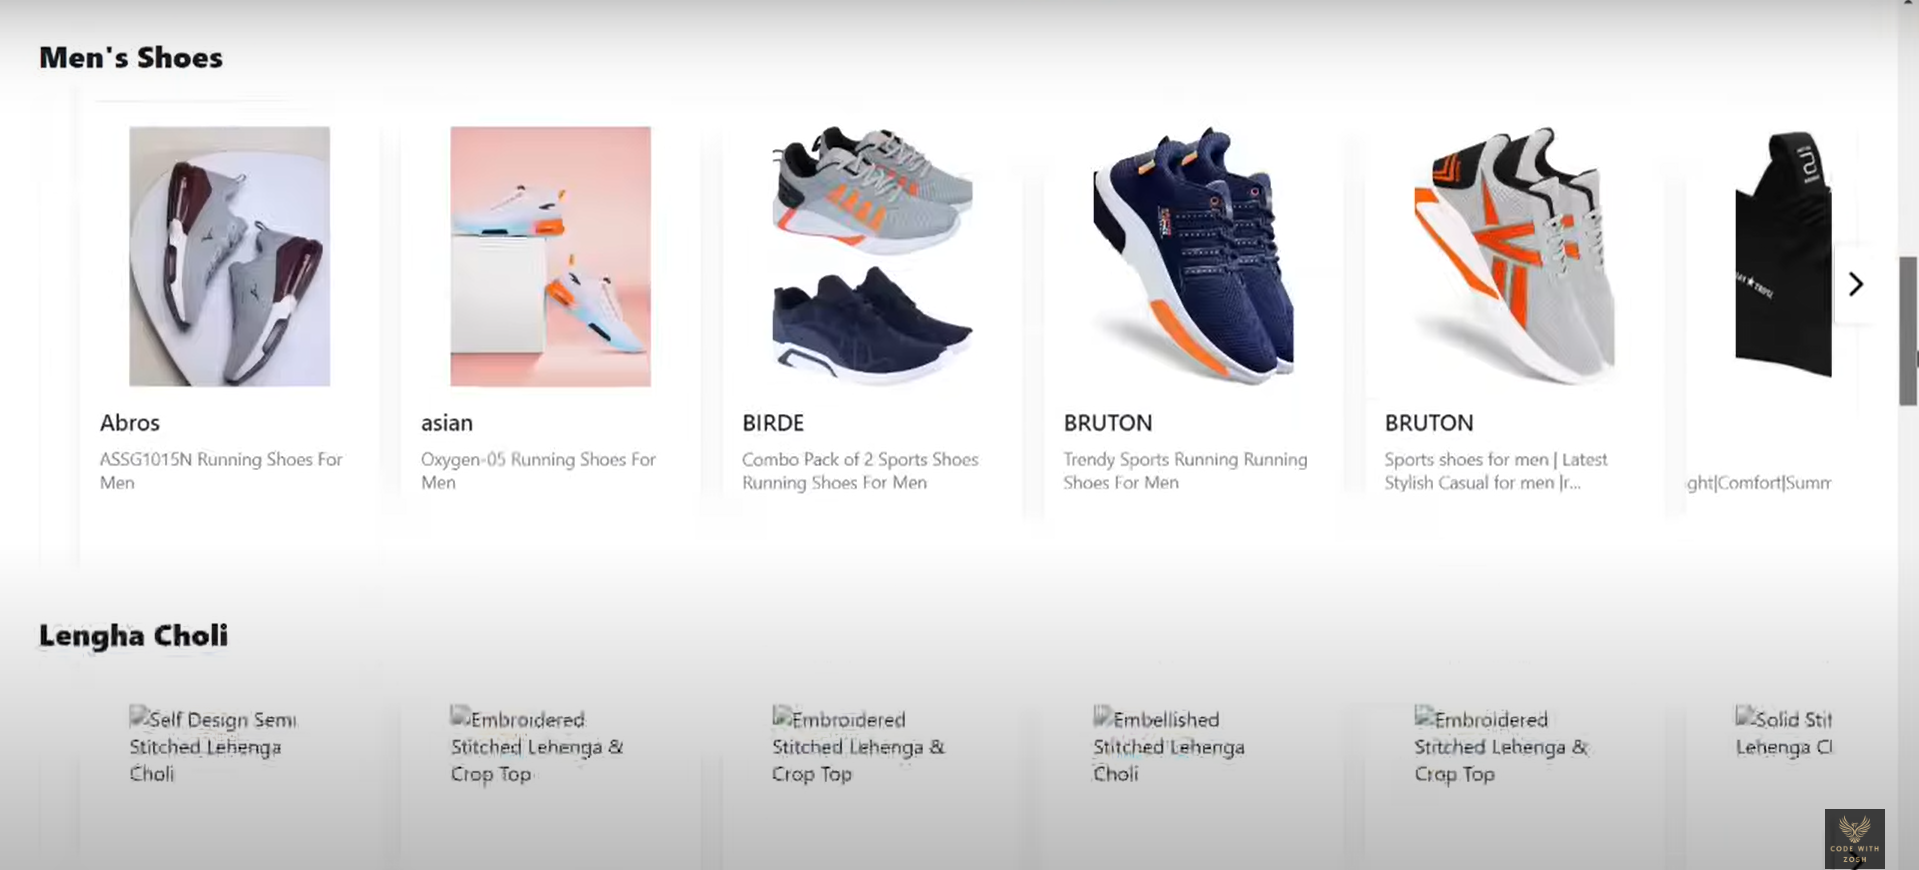 Men's Shoes
Abros
ASSG1015N Running Shoes For
Men
asian
Oxygen-05 Running Shoes For
Men
BIRDE
Combo Pack of 2 Sports Shoes
Running Shoes For Men
BRUTON
Trendy Sports Running Running
Shoes For Men
BRUTON
Sports shoes for men | Latest
Stylish Casual for men |r...
ght|Comfort|Summ
Lengha Choli
Self Design Semi
Stitched Lehenga
Choli
Embroidered
Stitched Lehenga &
Crop Top
Embroidered
Stitched Lehenga &
Crop Top
Embellished
Stitched Lehenga
Choli
Embroidered
Stitched Lehenga &
Crop Top
Solid Stit
Lehenga Cl
CODE WITH
ZOSH